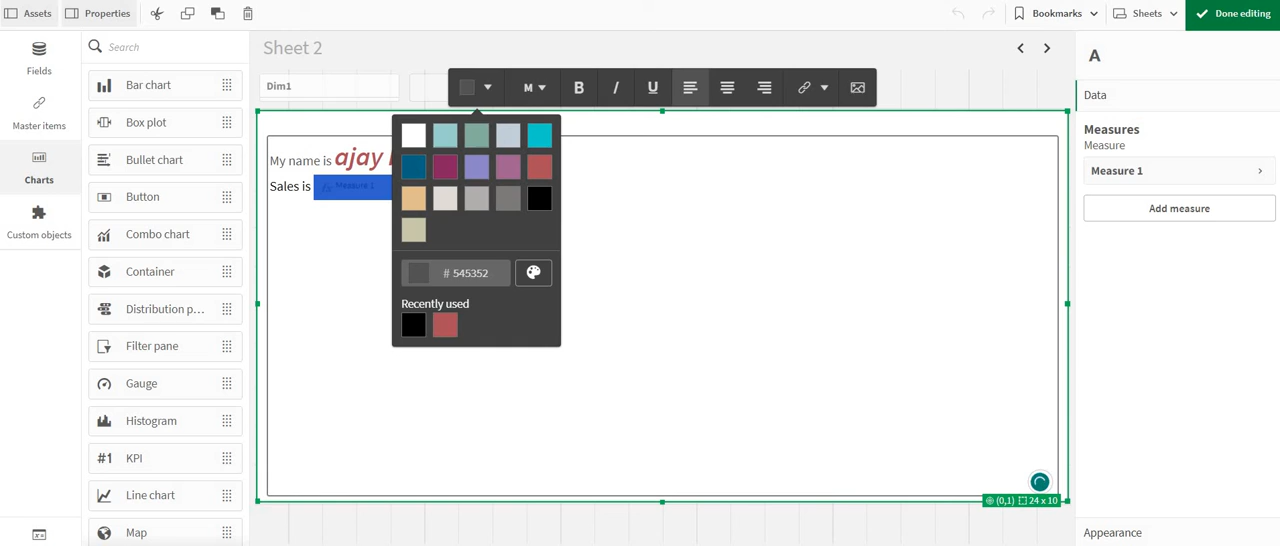 Assets
Properties
Bookmarks
Sheets
Done editing
Fields
Master items
Charts
Custom objects
Search
Bar chart
Box plot
Bullet chart
Button
Combo chart
Container
Distribution p...
Filter pane
Gauge
Histogram
#1 KPI
Line chart
Map
Sheet 2
Dim1
M
B
I
U
My name is ajay
Sales is fx Measure 1
# 545352
Recently used
(0,1) 24 x 10
A
Data
Measures
Measure
Measure 1
Add measure
Appearance